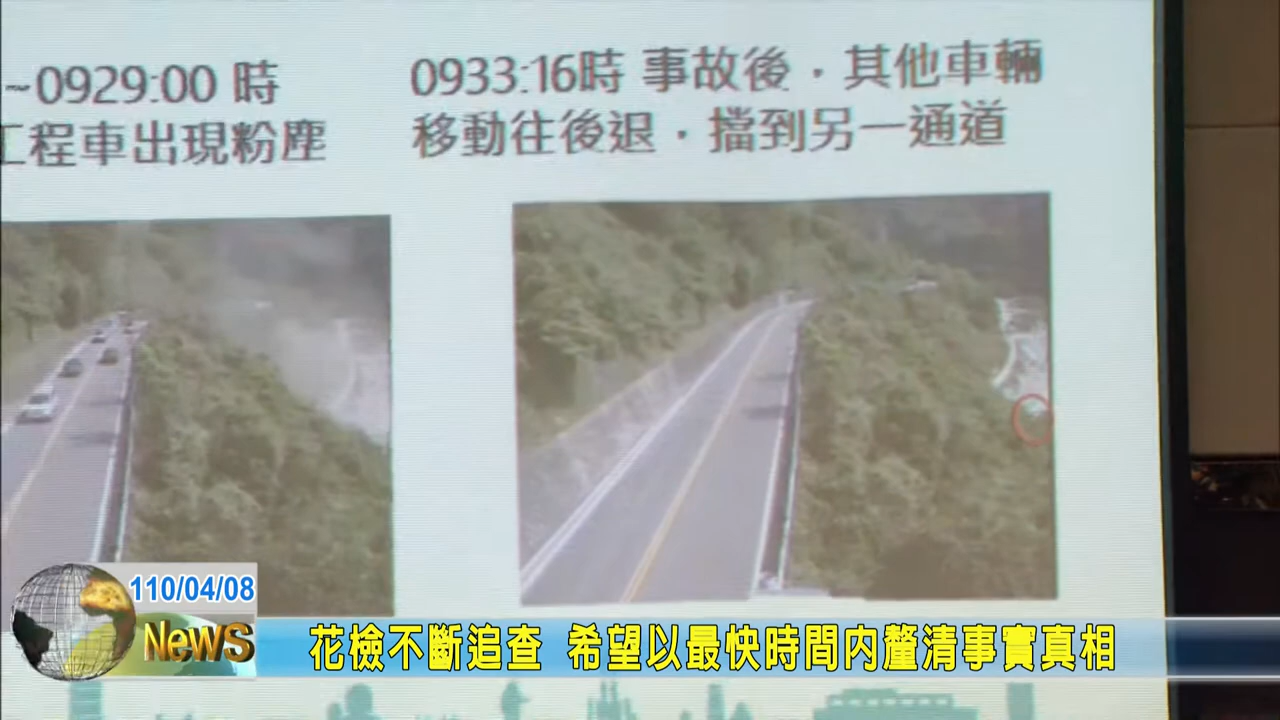 ~0929:00 時
工程車出現粉塵
0933:16時 事故後，其他車輛
移動往後退，擋到另一通道
110/04/08
NewS
花檢不斷追查 希望以最快時間內釐清事實真相